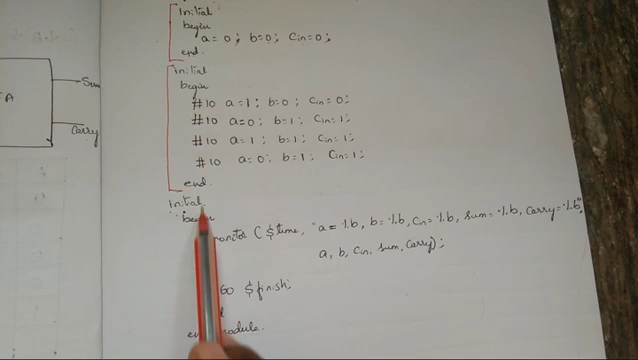 Initial
begin
a = 0; b=0; Cin=0;
end.
initial
begin
#10 a=1; b=0; Cin=0;
#10 a=0; b=1; Cin=1;
#10 a=1; b=1; Cin=1;
#10 a=0; b=1; Cin=1;
end.
Initial
begin
($time, "a=%b, b=%b, Cin=%b, Sum=%b, Carry=%b",
a, b, Cin, sum, carry);
60 $finish;
A
Sum
Carry